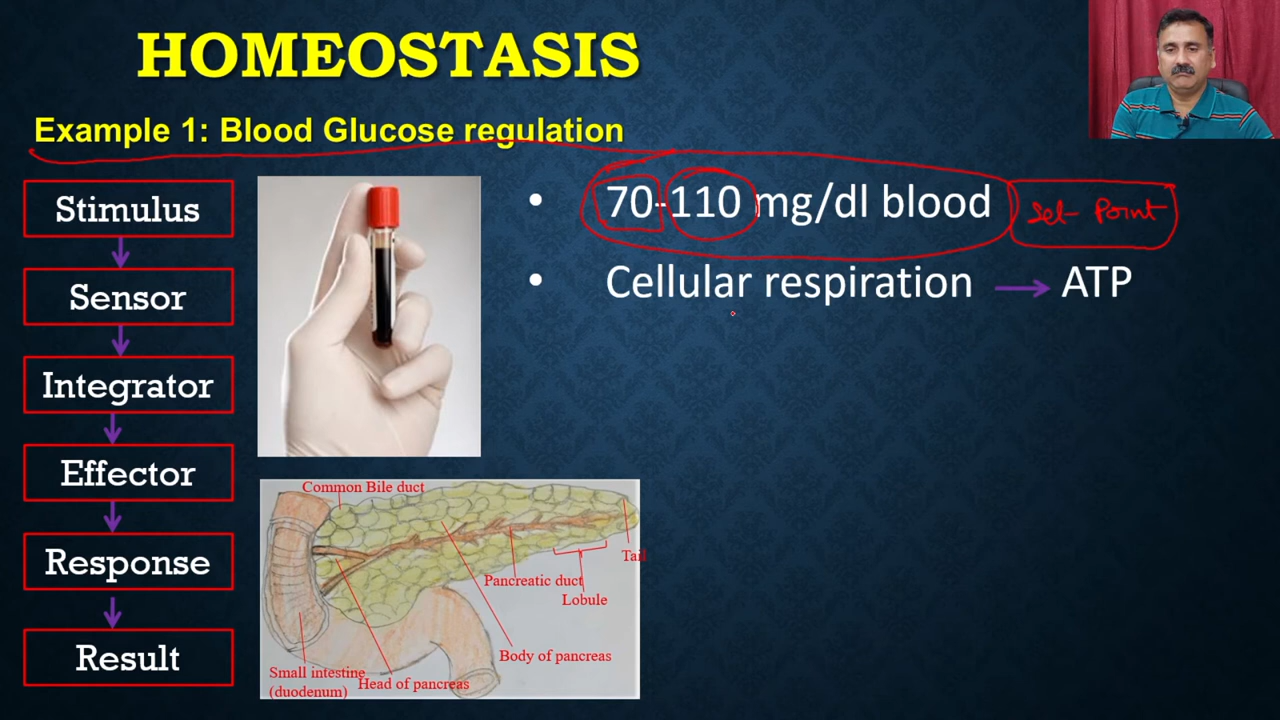 HOMEOSTASIS
Example 1: Blood Glucose regulation
Stimulus
Sensor
Integrator
Effector
Response
Result
• 70-110 mg/dl blood
Set Point
• Cellular respiration → ATP
Common Bile duct
Tail
Pancreatic duct
Lobule
Body of pancreas
Small intestine
(duodenum)
Head of pancreas